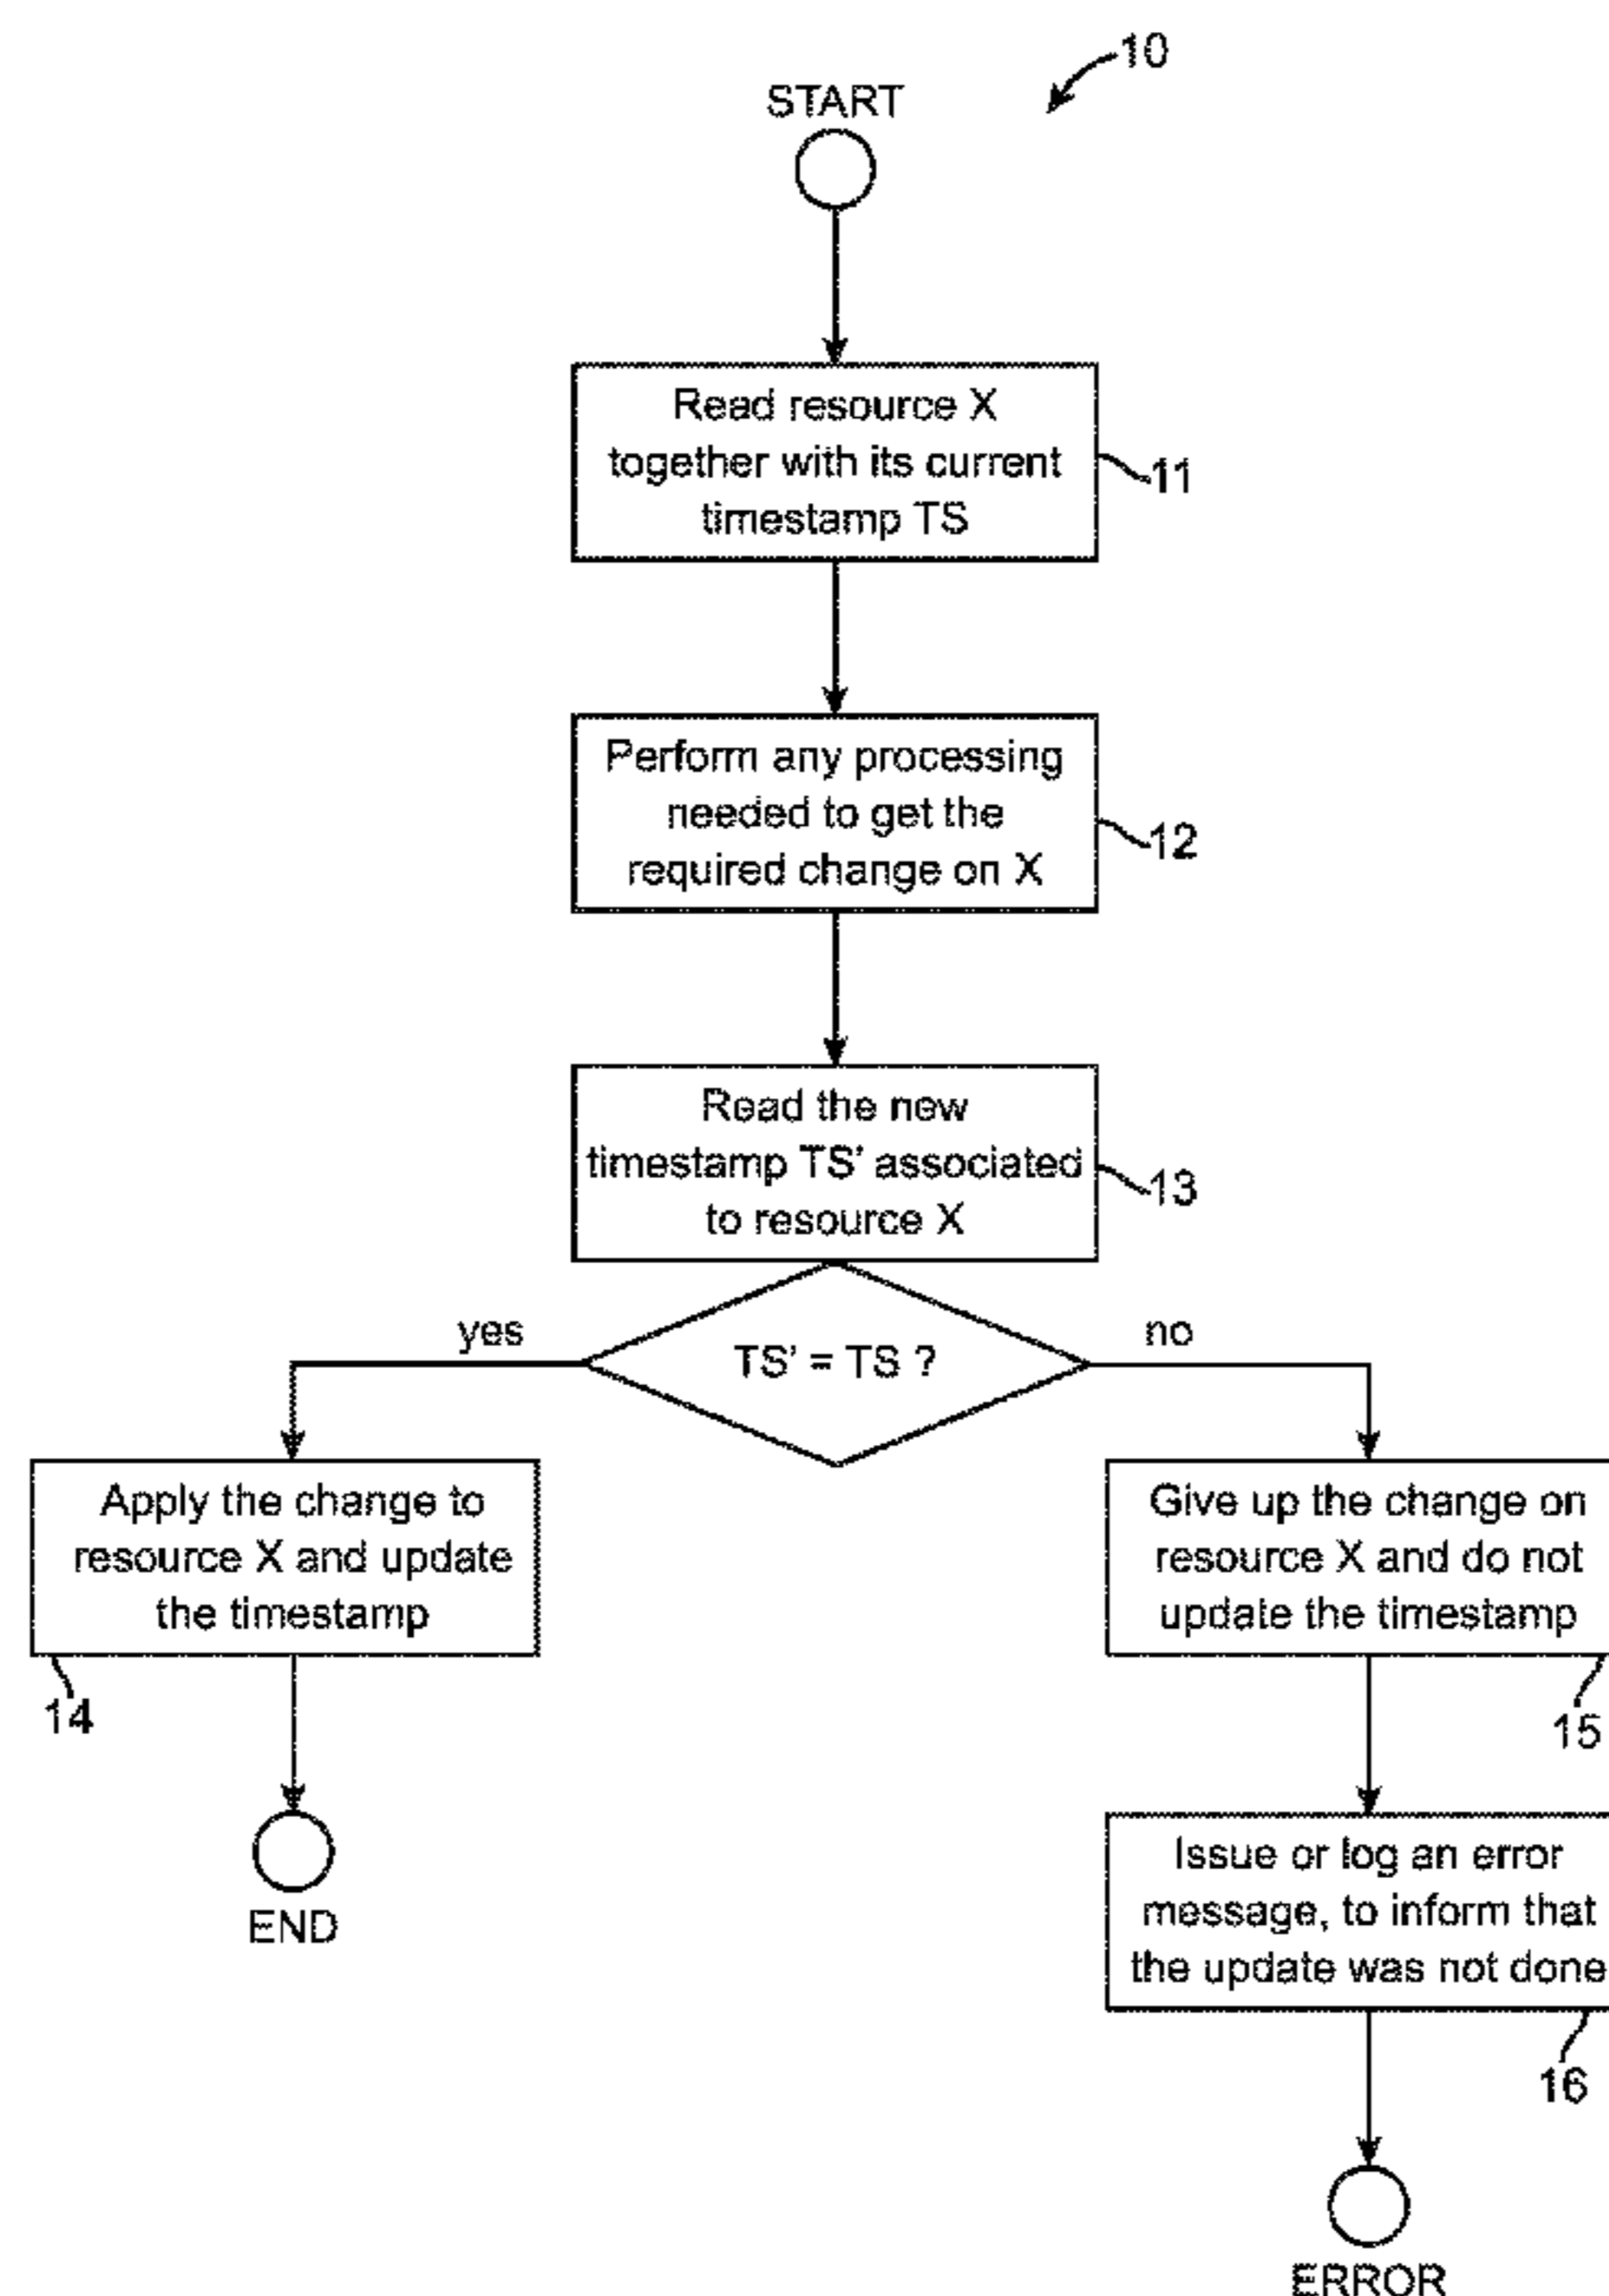 10
START
Read resource X
together with its current
timestamp TS
11
Perform any processing
needed to get the
required change on X
12
Read the new
timestamp TS' associated
to resource X
13
yes
TS' = TS ?
no
Apply the change to
resource X and update
the timestamp
14
END
Give up the change on
resource X and do not
update the timestamp
15
Issue or log an error
message, to inform that
the update was not done
16
ERROR